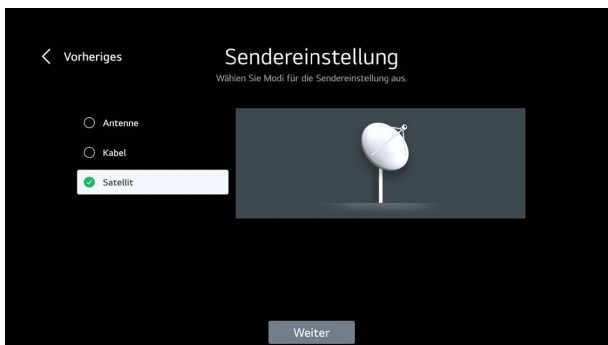 Vorheriges
Sendereinstellung
Wählen Sie Modi für die Sendereinstellung aus.
Antenne
Kabel
Satellit
Weiter